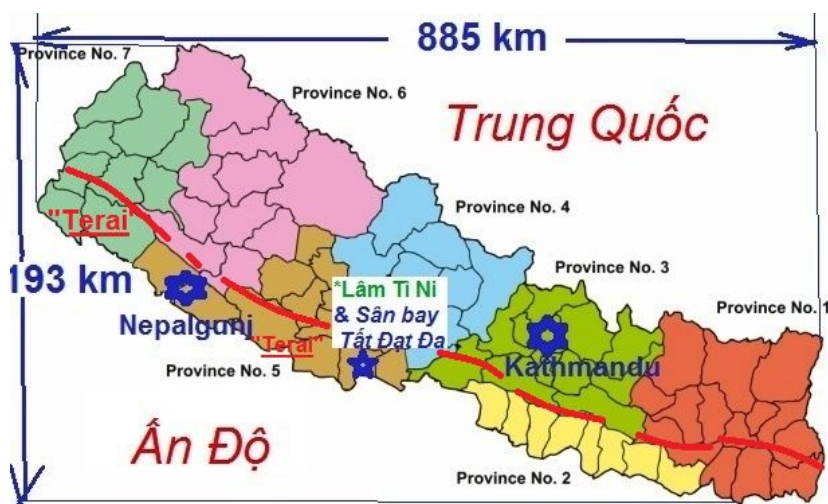 885 km
Province No. 7
Province No. 6
Trung Quốc
"Terai"
Province No. 4
193 km
Province No. 3
*Lâm Tì Ni
& Sân bay
Tất Đạt Đa
Province No. 1
Nepalgunj
"Terai"
Kathmandu
Province No. 5
Ấn Độ
Province No. 2